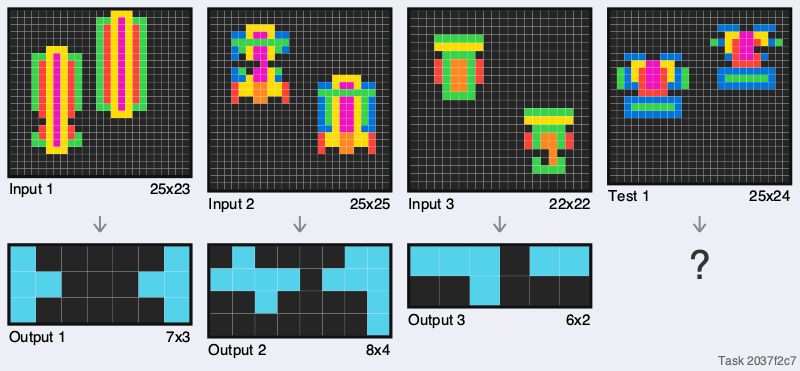 Input 1 25x23
Input 2 25x25
Input 3 22x22
Test 1 25x24
?
Output 1 7x3
Output 2 8x4
Output 3 6x2
Task 2037f2c7